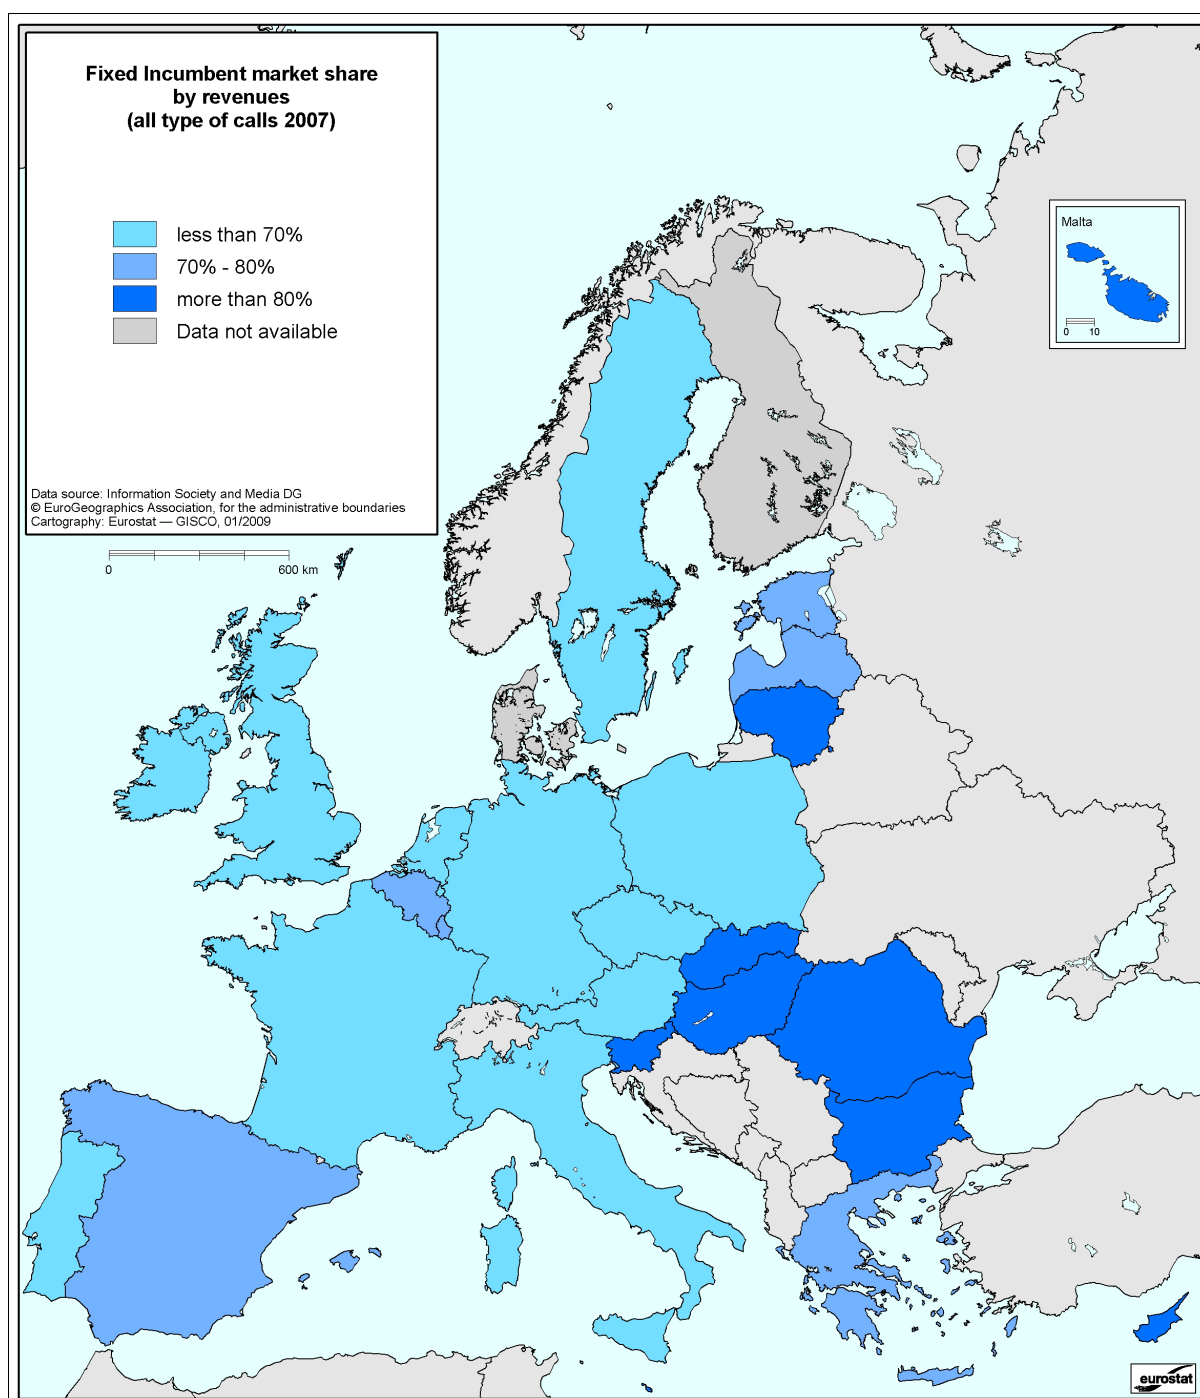 Fixed Incumbent market share
by revenues
(all type of calls 2007)
less than 70%
70% - 80%
more than 80%
Data not available
Data source: Information Society and Media DG
© EuroGeographics Association, for the administrative boundaries
Cartography: Eurostat — GISCO, 01/2009
0 600 km
Malta
0 10
eurostat